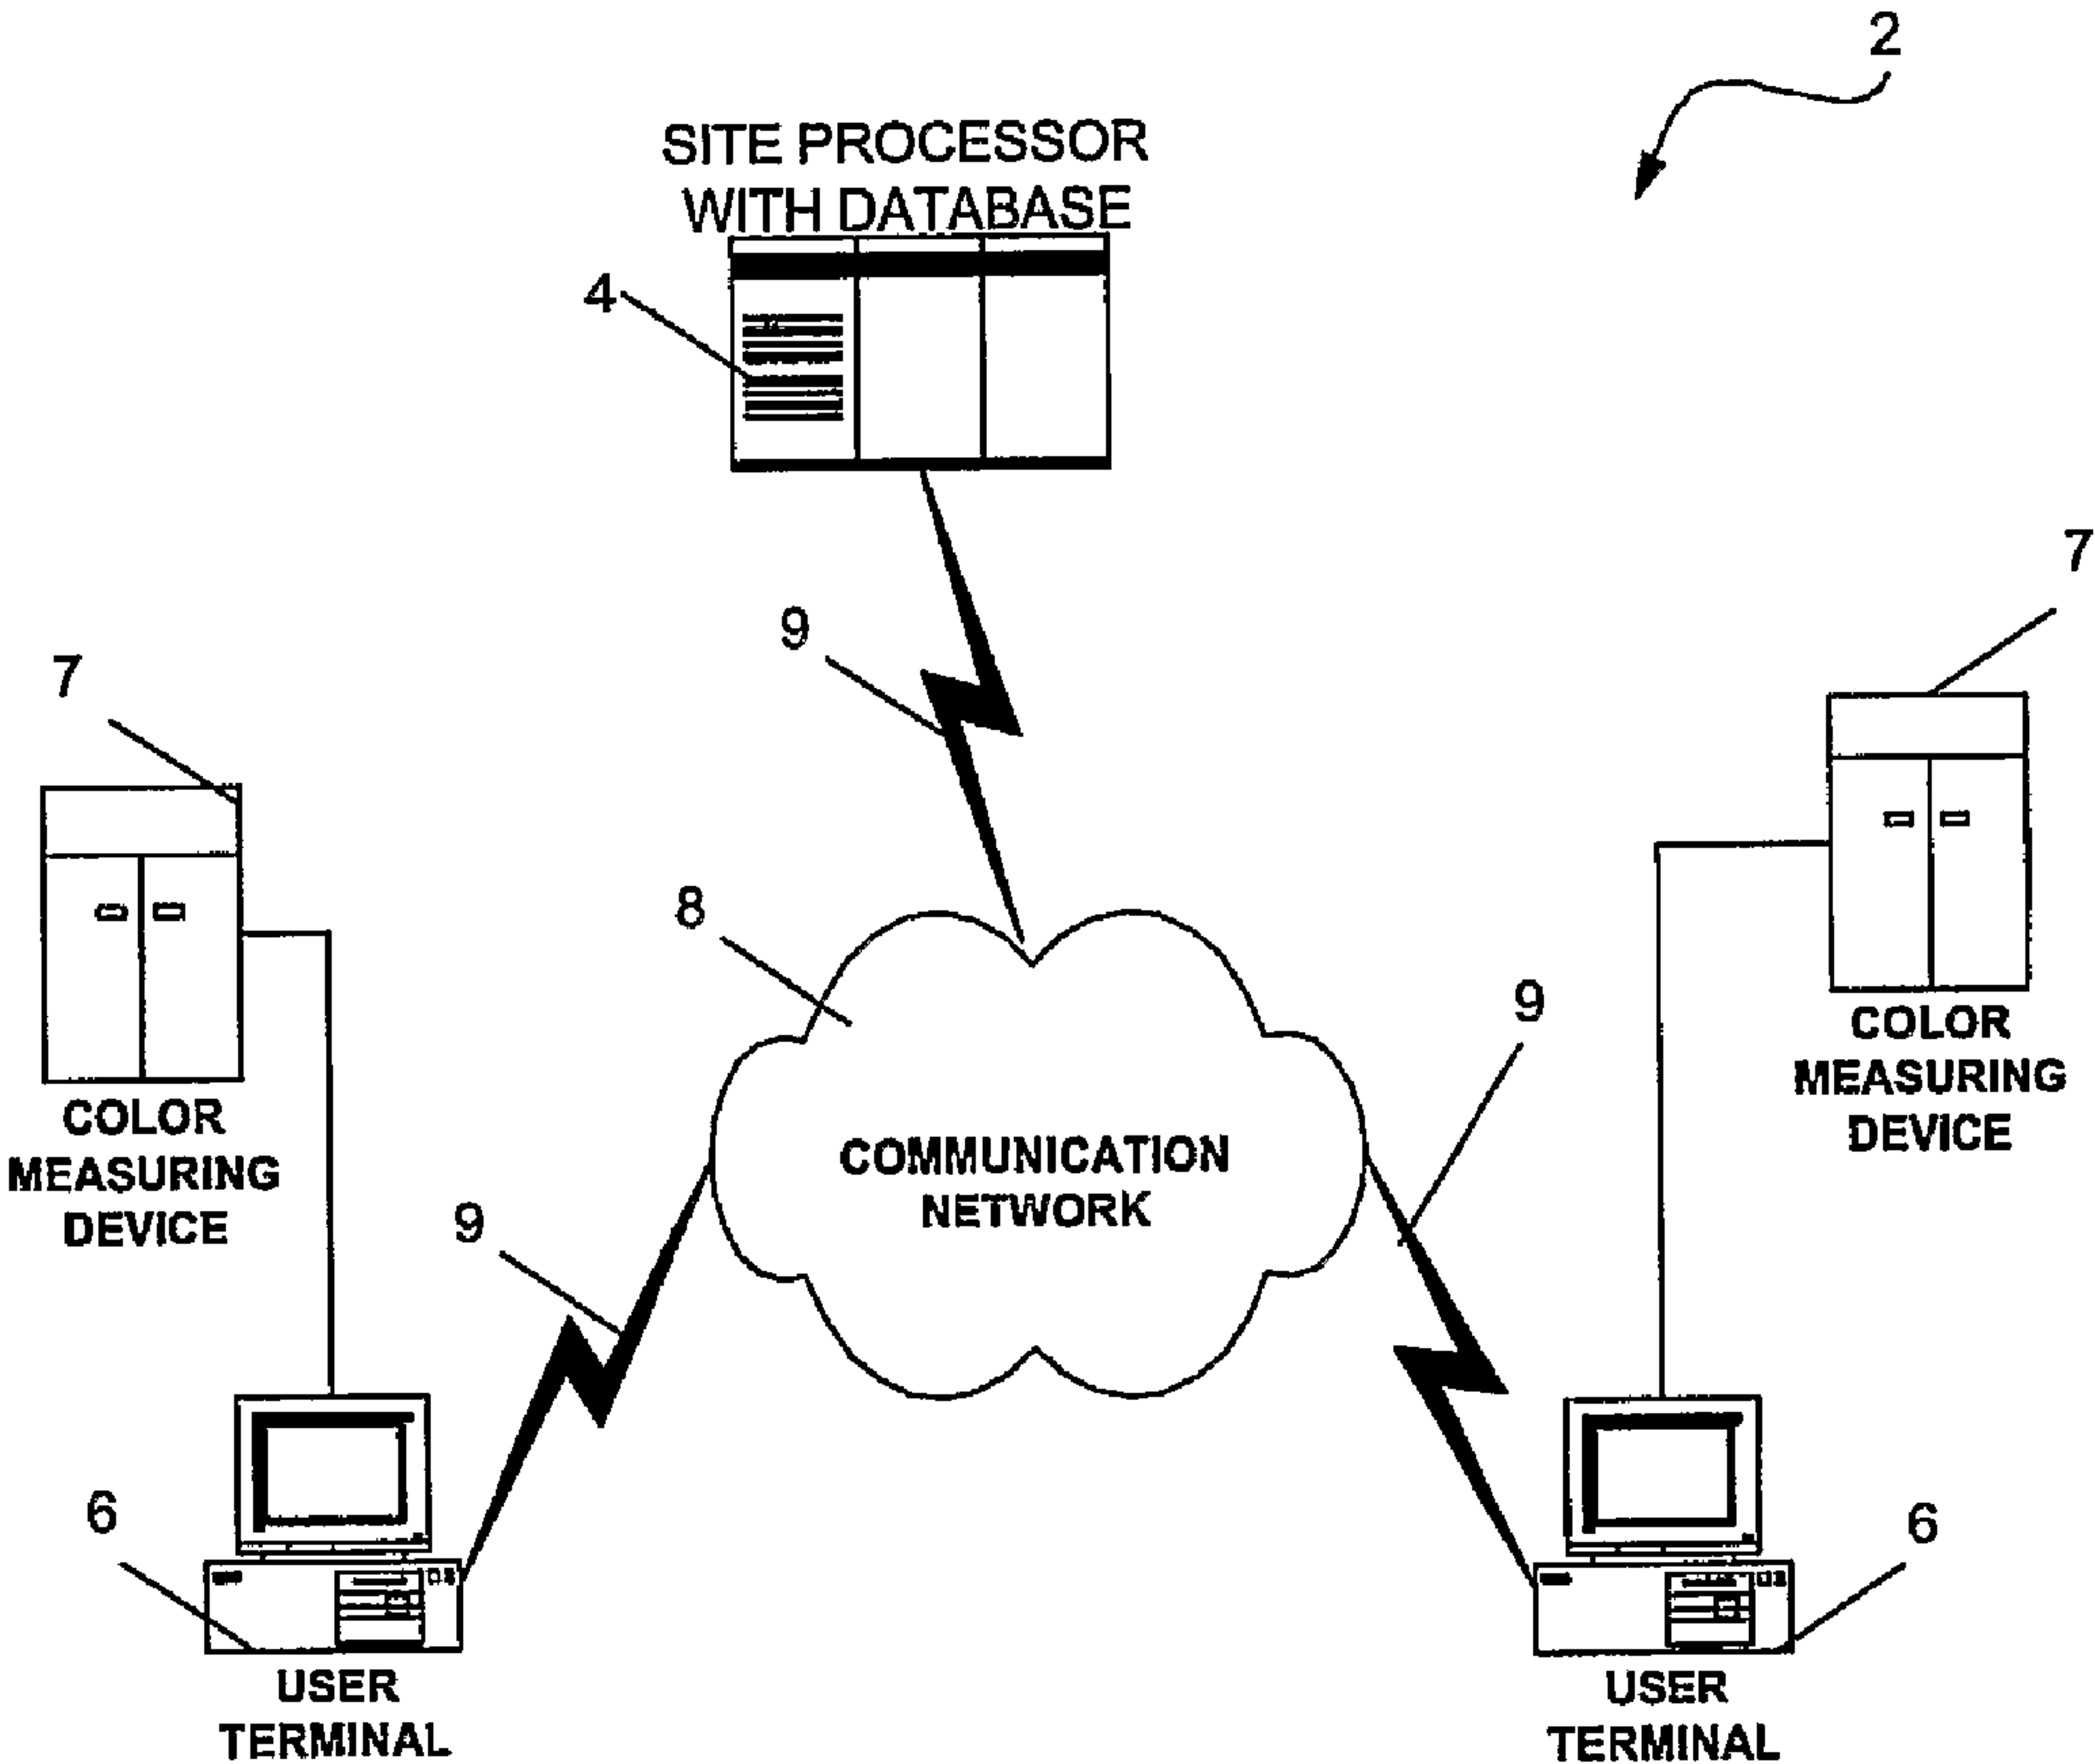 2
SITE PROCESSOR
WITH DATABASE
4
9
7
7
8
9
COLOR
MEASURING
DEVICE
COLOR
MEASURING
DEVICE
COMMUNICATION
NETWORK
9
6
6
USER
TERMINAL
USER
TERMINAL